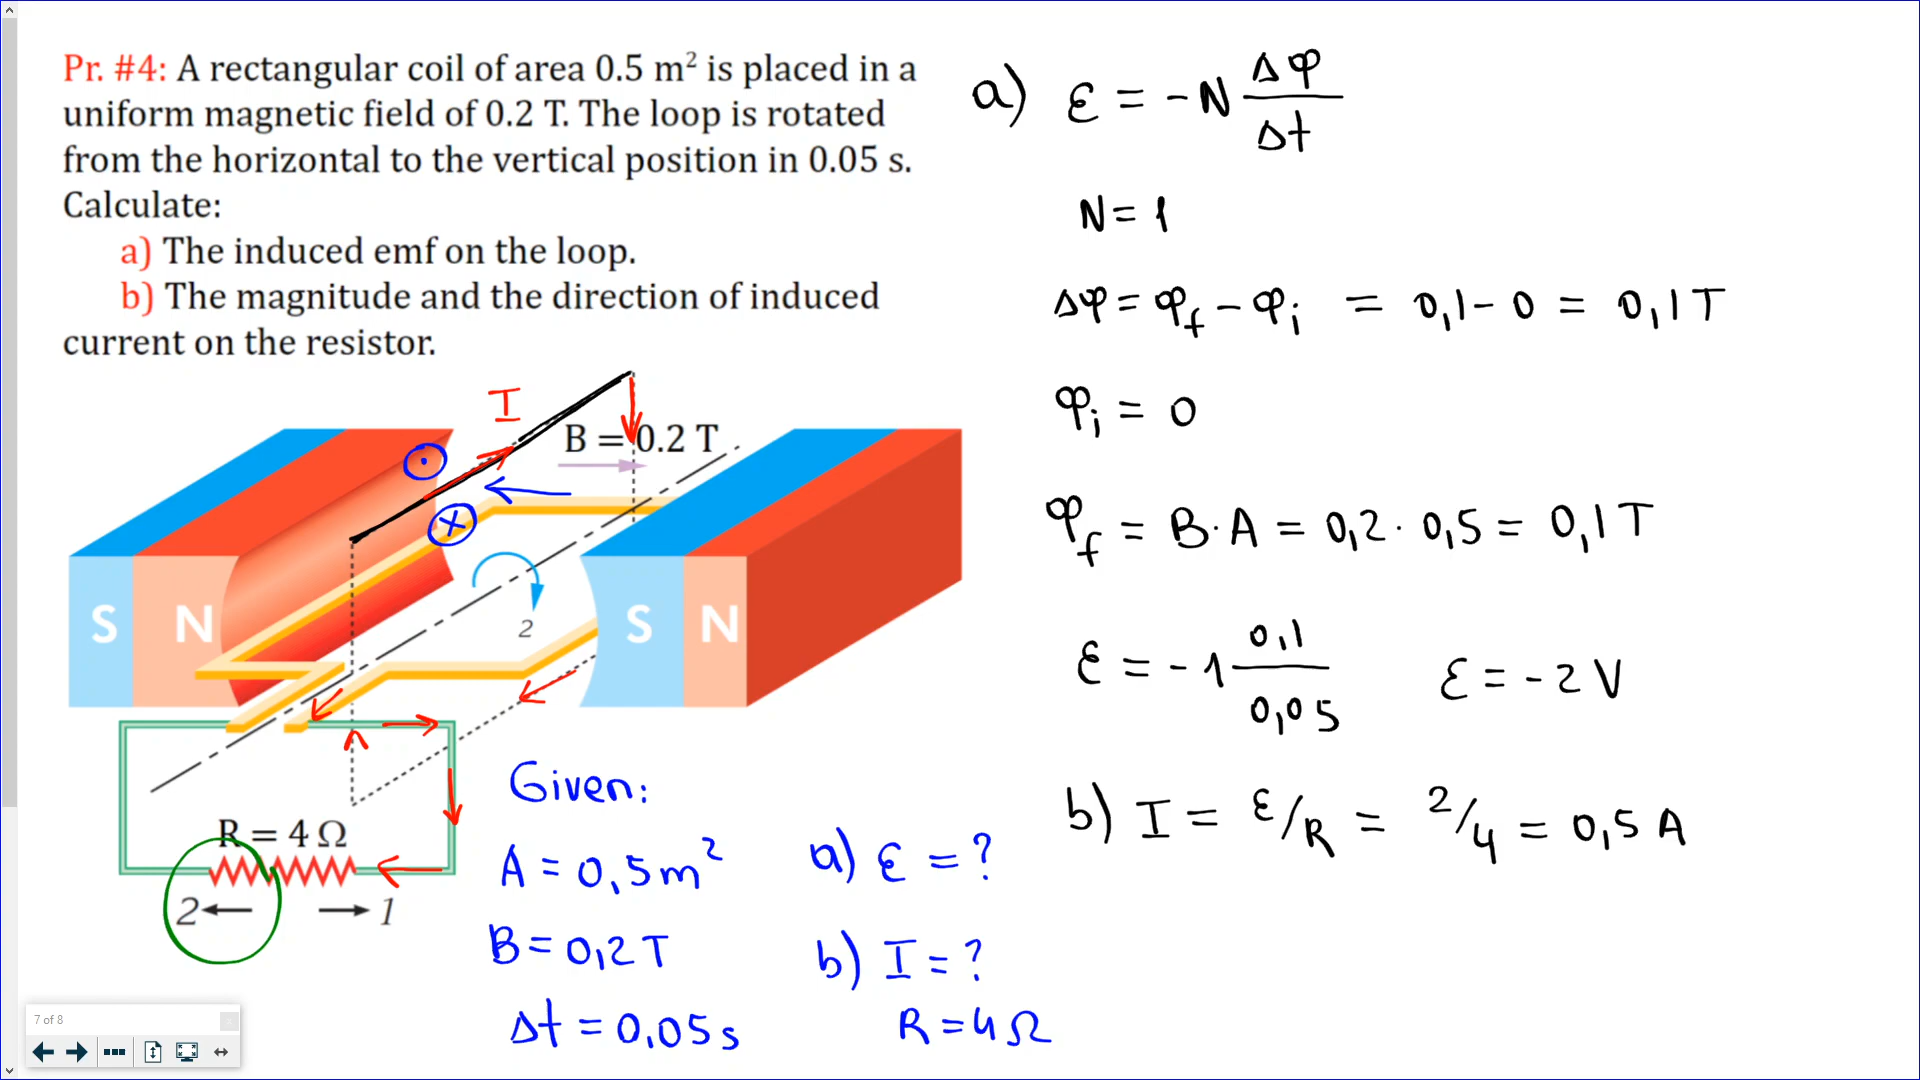 Pr. #4: A rectangular coil of area 0.5 m² is placed in a
uniform magnetic field of 0.2 T. The loop is rotated
from the horizontal to the vertical position in 0.05 s.
Calculate:
a) The induced emf on the loop.
b) The magnitude and the direction of induced
current on the resistor.
I
B = 0.2 T
S N
S N
2
R = 4 Ω
2 ← → 1
Given:
A = 0,5 m²
B = 0,2 T
Δt = 0,05 s
a) ε = ?
b) I = ?
R = 4 Ω
a) ε = -N Δφ/Δt
N = 1
Δφ = φf - φi = 0,1 - 0 = 0,1 T
φi = 0
φf = B · A = 0,2 · 0,5 = 0,1 T
ε = -1 0,1/0,05 ε = -2 V
b) I = ε/R = 2/4 = 0,5 A
7 of 8